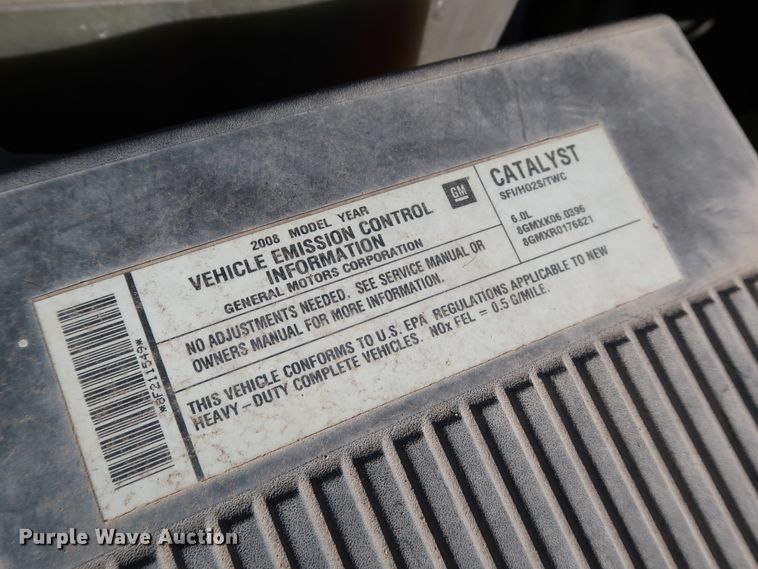 2008 MODEL YEAR
VEHICLE EMISSION CONTROL
INFORMATION
GENERAL MOTORS CORPORATION
GM
CATALYST
SFI/HO2S/TWC
6.0L
8GMXK06.0396
8GMXR0176821
NO ADJUSTMENTS NEEDED. SEE SERVICE MANUAL OR
OWNERS MANUAL FOR MORE INFORMATION.
THIS VEHICLE CONFORMS TO U.S. EPA REGULATIONS APPLICABLE TO NEW
HEAVY-DUTY COMPLETE VEHICLES. NOx FEL = 0.5 G/MILE.
*8F211549*
Purple Wave Auction